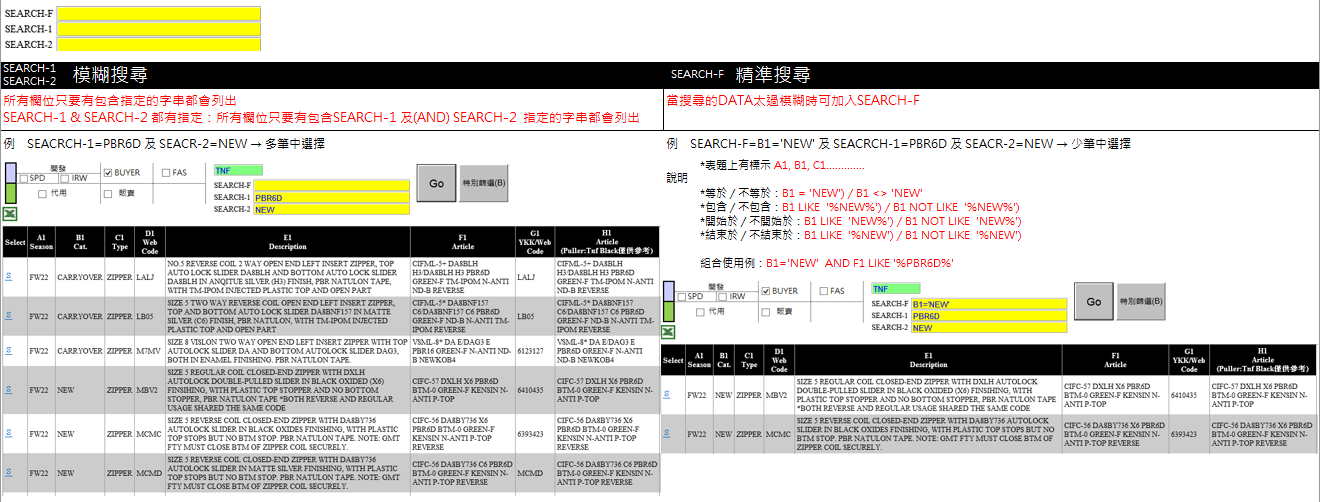 SEARCH-F
SEARCH-1
SEARCH-2
SEARCH-1
SEARCH-2
模糊搜尋
所有欄位只要有包含指定的字串都會列出
SEARCH-1 & SEARCH-2 都有指定：所有欄位只要有包含SEARCH-1 及(AND) SEARCH-2 指定的字串都會列出
例 SEACRCH-1=PBR6D 及 SEACR-2=NEW → 多筆中選擇
開發
SPD IRW
BUYER FAS
代用 販賣
TNF
SEARCH-F
SEARCH-1 PBR6D
SEARCH-2 NEW
Go
特別篩選(B)
Select A1 Season B1 Cat. C1 Type D1 Web Code E1 Description F1 Article G1 YKK/Web Code H1 Article (Puller:Tnf Black僅供參考)
FW22 CARRYOVER ZIPPER LALJ
NO.5 REVERSE COIL 2 WAY OPEN END LEFT INSERT ZIPPER, TOP
AUTO LOCK SLIDER DA8BLH AND BOTTOM AUTO LOCK SLIDER
DA8BLH IN ANQITUE SILVER (H3) FINISH, PBR NATULON TAPE,
WITH TM-IPOM INJECTED PLASTIC TOP AND OPEN PART
CIFML-5+ DA8BLH
H3/DA8BLH H3 PBR6D
GREEN-F TM-IPOM N-ANTI
ND-B REVERSE
LALJ
CIFML-5+ DA8BLH
H3/DA8BLH H3 PBR6D
GREEN-F TM-IPOM N-ANTI
ND-B REVERSE
FW22 CARRYOVER ZIPPER LB05
SIZE 5 TWO WAY REVERSE COIL OPEN END LEFT INSERT ZIPPER,
TOP AND BOTTOM AUTO LOCK SLIDER DA8BNF157 IN MATTE
SILVER (C6) FINISH, PBR NATULON, WITH TM-IPOM INJECTED
PLASTIC TOP AND OPEN PART
CIFML-5* DA8BNF157
C6/DA8BNF157 C6 PBR6D
GREEN-F ND-B N-ANTI TM-
IPOM REVERSE
LB05
CIFML-5* DA8BNF157
C6/DA8BNF157 C6 PBR6D
GREEN-F ND-B N-ANTI TM-
IPOM REVERSE
FW22 CARRYOVER ZIPPER M7MV
SIZE 8 VISLON TWO WAY OPEN END LEFT INSERT ZIPPER WITH TOP
AUTOLOCK SLIDER DA AND BOTTOM AUTOLOCK SLIDER DAG3,
BOTH IN ENAMEL FINISHING. PBR NATULON TAPE.
VSML-8* DA E/DAG3 E
PBR16 GREEN-F N-ANTI ND-
B NEWKOB4
6123127
VSML-8* DA E/DAG3 E
PBR6D GREEN-F N-ANTI
ND-B NEWKOB4
FW22 NEW ZIPPER MBV2
SIZE 5 REGULAR COIL CLOSED-END ZIPPER WITH DXLH
AUTOLOCK DOUBLE-PULLED SLIDER IN BLACK OXIDED (X6)
FINISHING, WITH PLASTIC TOP STOPPER AND NO BOTTOM
STOPPER, PBR NATULON TAPE *BOTH REVERSE AND REGULAR
USAGE SHARED THE SAME CODE
CIFC-57 DXLH X6 PBR6D
BTM-0 GREEN-F KENSIN N-
ANTI P-TOP
6410435
CIFC-57 DXLH X6 PBR6D
BTM-0 GREEN-F KENSIN N-
ANTI P-TOP
FW22 NEW ZIPPER MCMC
SIZE 5 REVERSE COIL CLOSED-END ZIPPER WITH DA8BY736
AUTOLOCK SLIDER IN BLACK OXIDES FINISHING, WITH PLASTIC
TOP STOPS BUT NO BTM STOP. PBR NATULON TAPE. NOTE: GMT
FTY MUST CLOSE BTM OF ZIPPER COIL SECURELY.
CIFC-56 DA8BY736 X6
PBR6D BTM-0 GREEN-F
KENSIN N-ANTI P-TOP
REVERSE
6393423
CIFC-56 DA8BY736 X6
PBR6D BTM-0 GREEN-F
KENSIN N-ANTI P-TOP
REVERSE
FW22 NEW ZIPPER MCMD
SIZE 5 REVERSE COIL CLOSED-END ZIPPER WITH DA8BY736
AUTOLOCK SLIDER IN MATTE SILVER FINISHING, WITH PLASTIC
TOP STOPS BUT NO BTM STOP. PBR NATULON TAPE. NOTE: GMT
FTY MUST CLOSE BTM OF ZIPPER COIL SECURELY.
CIFC-56 DA8BY736 C6 PBR6D
BTM-0 GREEN-F KENSIN N-
ANTI P-TOP REVERSE
MCMD
CIFC-56 DA8BY736 C6 PBR6D
BTM-0 GREEN-F KENSIN N-
ANTI P-TOP REVERSE
SEARCH-F 精準搜尋
當搜尋的DATA太過模糊時可加入SEARCH-F
例 SEARCH-F=B1='NEW' 及 SEACRCH-1=PBR6D 及 SEACR-2=NEW → 少筆中選擇
*表題上有標示 A1, B1, C1.............
說明
*等於 / 不等於：B1 = 'NEW') / B1 <> 'NEW'
*包含 / 不包含：B1 LIKE '%NEW%') / B1 NOT LIKE '%NEW%')
*開始於 / 不開始於：B1 LIKE 'NEW%') / B1 NOT LIKE 'NEW%')
*結束於 / 不結束於：B1 LIKE '%NEW') / B1 NOT LIKE '%NEW')
組合使用例：B1='NEW' AND F1 LIKE '%PBR6D%'
開發
SPD IRW
BUYER FAS
代用 販賣
TNF
SEARCH-F B1='NEW'
SEARCH-1 PBR6D
SEARCH-2 NEW
Go
特別篩選(B)
Select A1 Season B1 Cat. C1 Type D1 Web Code E1 Description F1 Article G1 YKK/Web Code H1 Article (Puller:Tnf Black僅供參考)
FW22 NEW ZIPPER MBV2
SIZE 5 REGULAR COIL CLOSED-END ZIPPER WITH DXLH AUTOLOCK
DOUBLE-PULLED SLIDER IN BLACK OXIDED (X6) FINISHING, WITH
PLASTIC TOP STOPPER AND NO BOTTOM STOPPER, PBR NATULON TAPE
*BOTH REVERSE AND REGULAR USAGE SHARED THE SAME CODE
CIFC-57 DXLH X6 PBR6D
BTM-0 GREEN-F KENSIN N-
ANTI P-TOP
6410435
CIFC-57 DXLH X6 PBR6D
BTM-0 GREEN-F KENSIN N-
ANTI P-TOP
FW22 NEW ZIPPER MCMC
SIZE 5 REVERSE COIL CLOSED-END ZIPPER WITH DA8BY736 AUTOLOCK
SLIDER IN BLACK OXIDES FINISHING, WITH PLASTIC TOP STOPS BUT NO
BTM STOP. PBR NATULON TAPE. NOTE: GMT FTY MUST CLOSE BTM OF
ZIPPER COIL SECURELY.
CIFC-56 DA8BY736 X6 PBR6D
BTM-0 GREEN-F KENSIN N-
ANTI P-TOP REVERSE
6393423
CIFC-56 DA8BY736 X6 PBR6D
BTM-0 GREEN-F KENSIN N-
ANTI P-TOP REVERSE